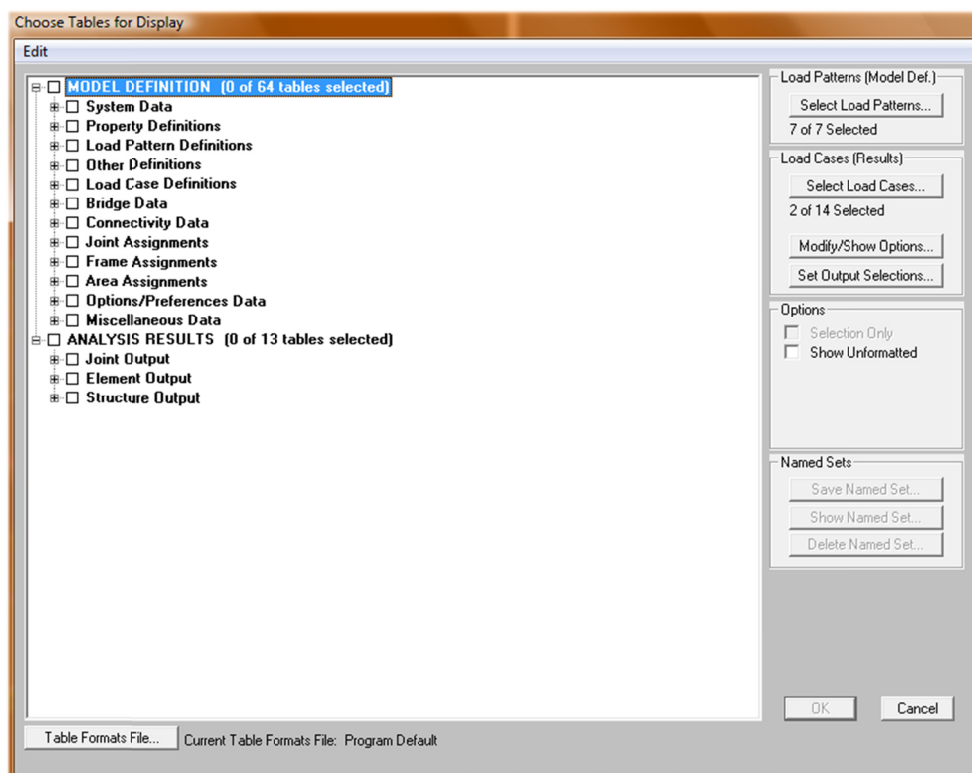 Choose Tables for Display
Edit
MODEL DEFINITION (0 of 64 tables selected)
System Data
Property Definitions
Load Pattern Definitions
Other Definitions
Load Case Definitions
Bridge Data
Connectivity Data
Joint Assignments
Frame Assignments
Area Assignments
Options/Preferences Data
Miscellaneous Data
ANALYSIS RESULTS (0 of 13 tables selected)
Joint Output
Element Output
Structure Output
Load Patterns (Model Def.)
Select Load Patterns...
7 of 7 Selected
Load Cases (Results)
Select Load Cases...
2 of 14 Selected
Modify/Show Options...
Set Output Selections...
Options
Selection Only
Show Unformatted
Named Sets
Save Named Set...
Show Named Set...
Delete Named Set...
OK
Cancel
Table Formats File...
Current Table Formats File: Program Default